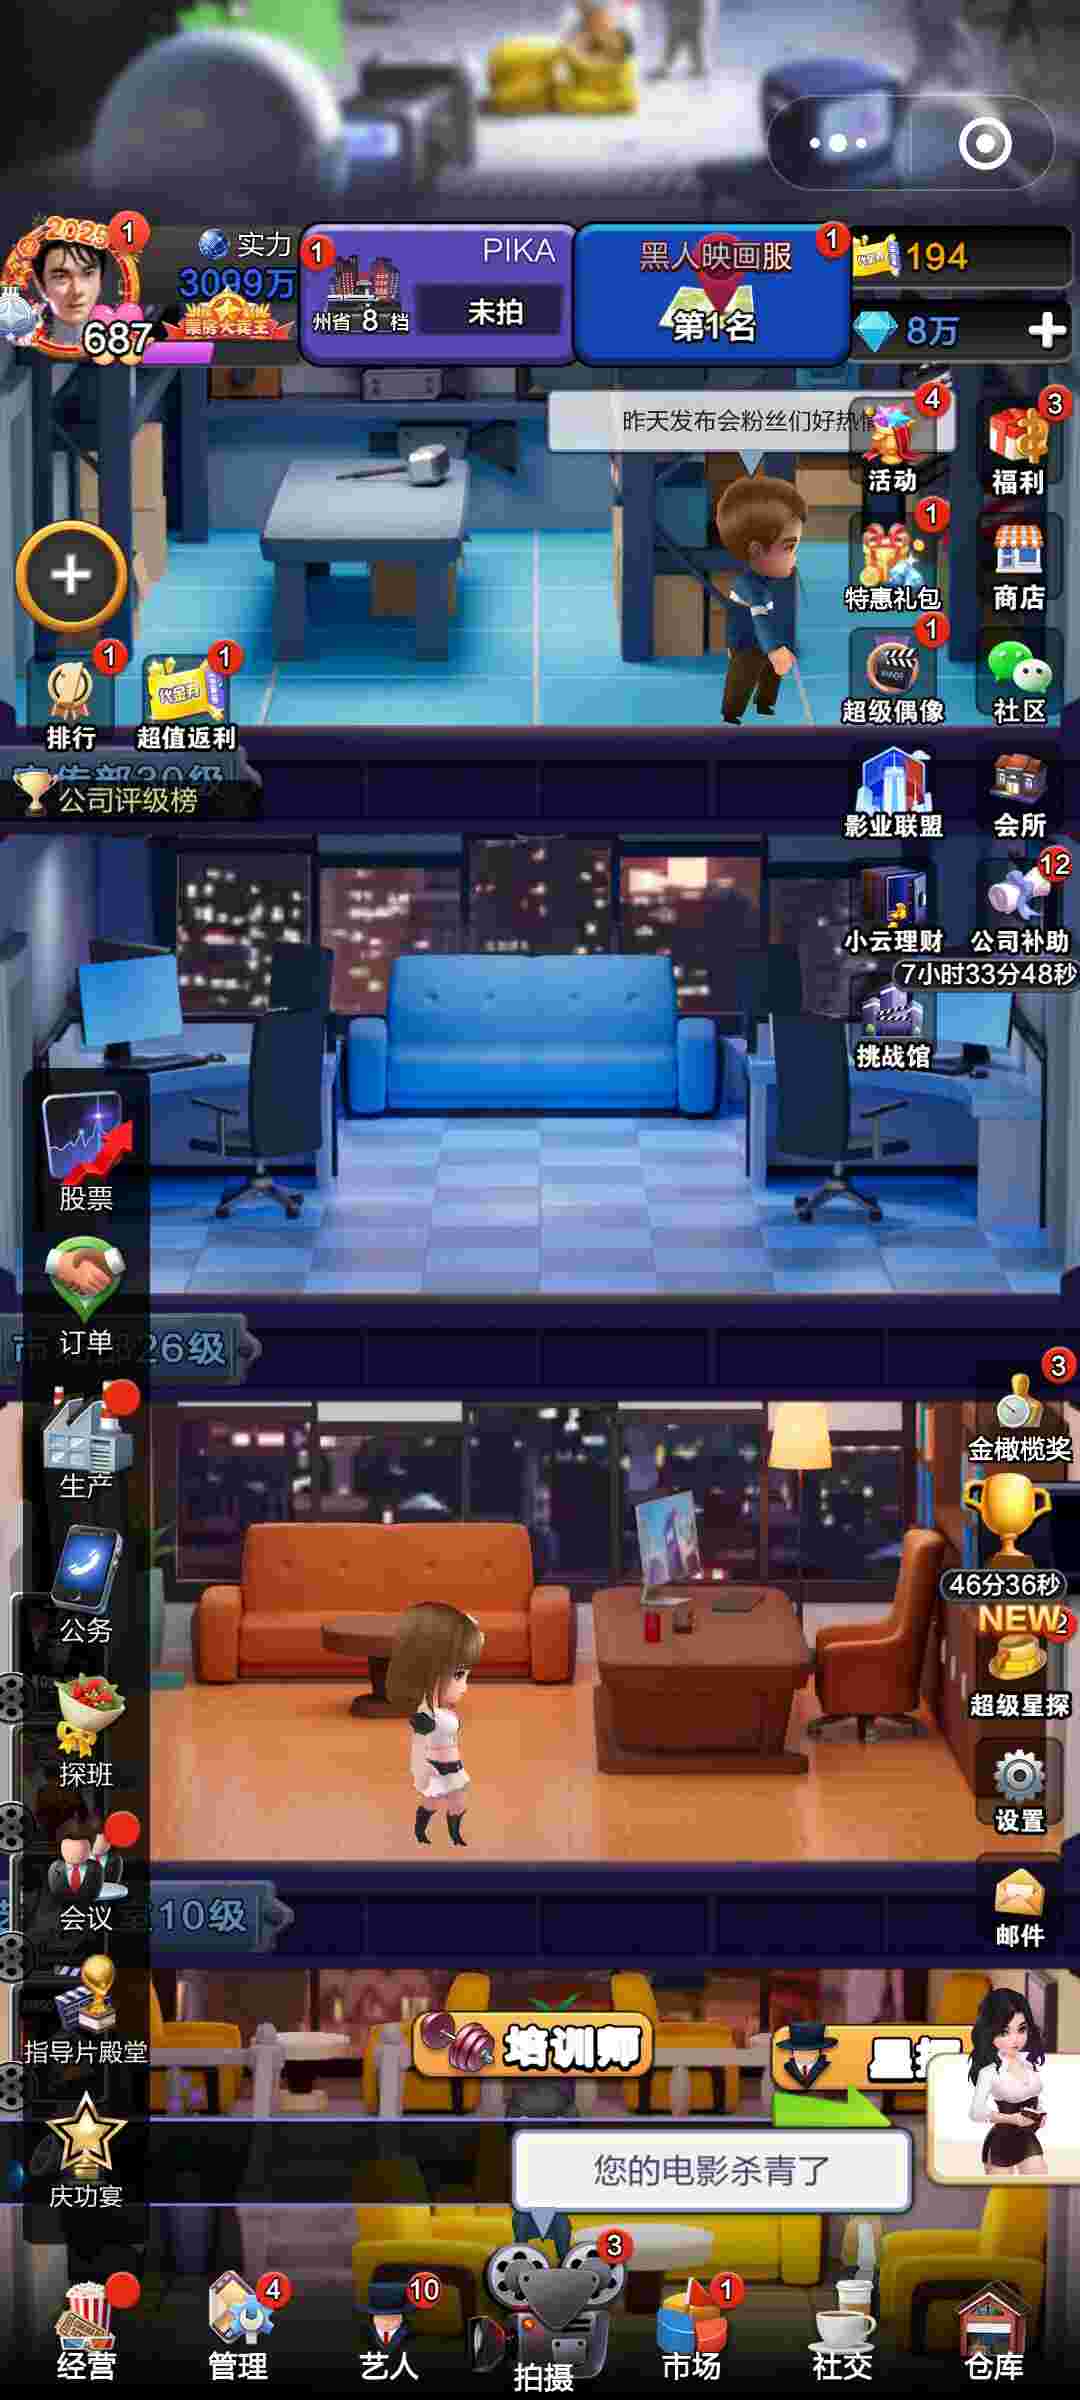 2025
1
实力
3099万
687
票房大赛王
1
PIKA
州省 8 档
未拍
黑人映画服
1
第1名
代金券
194
8万
昨天发布会粉丝们好热情
4
活动
3
福利
1
特惠礼包
商店
1
超级偶像
社区
1
排行
1
代金券
超值返利
宣传部30级
公司评级榜
影业联盟
会所
小云理财
12
公司补助
7小时33分48秒
挑战馆
股票
订单
26级
生产
公务
探班
会议
10级
指导片殿堂
庆功宴
3
金橄榄奖
46分36秒
NEW
2
超级星探
设置
邮件
培训师
星探
您的电影杀青了
经营
4
管理
10
艺人
3
拍摄
1
市场
社交
仓库